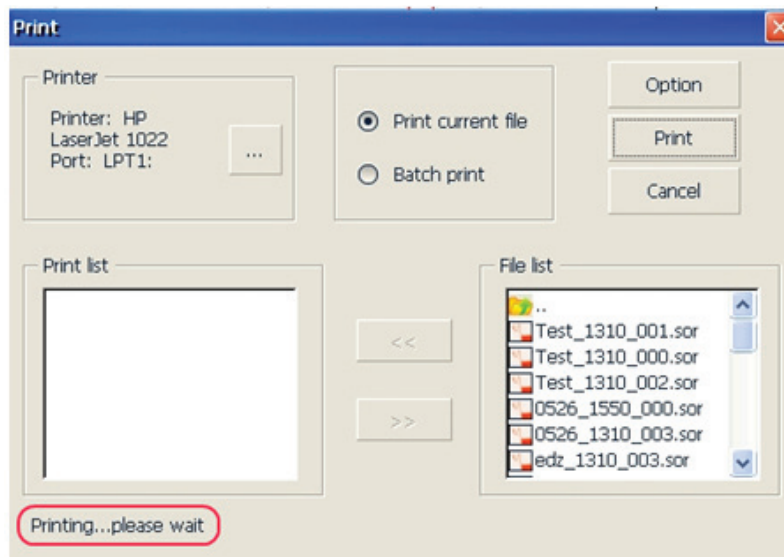 Print
Printer
Printer: HP
LaserJet 1022
Port: LPT1:
...
Print current file
Batch print
Option
Print
Cancel
Print list
<<
>>
File list
..
Test_1310_001.sor
Test_1310_000.sor
Test_1310_002.sor
0526_1550_000.sor
0526_1310_003.sor
edz_1310_003.sor
Printing...please wait